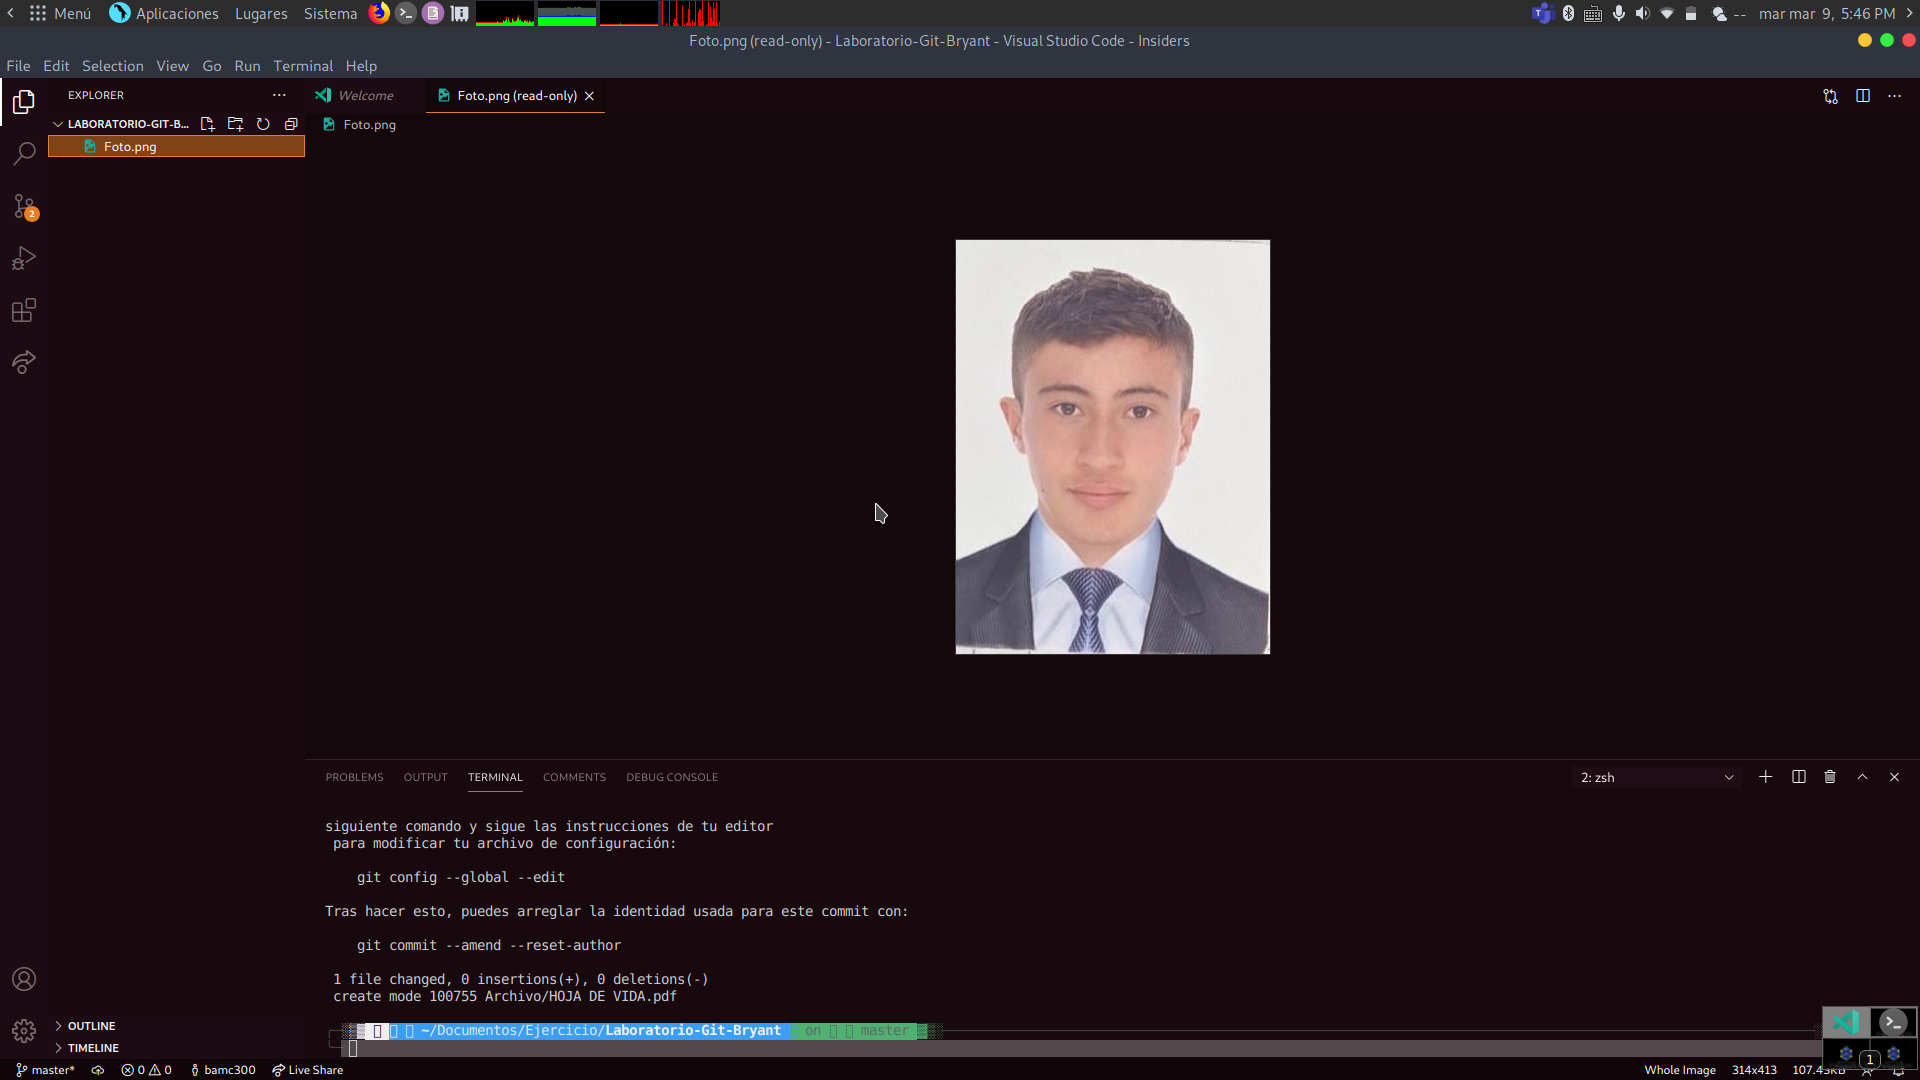 Menú Aplicaciones Lugares Sistema -- mar mar 9, 5:46 PM
Foto.png (read-only) - Laboratorio-Git-Bryant - Visual Studio Code - Insiders
File Edit Selection View Go Run Terminal Help
EXPLORER
Welcome
Foto.png (read-only)
LABORATORIO-GIT-B...
Foto.png
Foto.png
2
PROBLEMS OUTPUT TERMINAL COMMENTS DEBUG CONSOLE
2: zsh
siguiente comando y sigue las instrucciones de tu editor
para modificar tu archivo de configuración:
git config --global --edit
Tras hacer esto, puedes arreglar la identidad usada para este commit con:
git commit --amend --reset-author
1 file changed, 0 insertions(+), 0 deletions(-)
create mode 100755 Archivo/HOJA DE VIDA.pdf
~/Documentos/Ejercicio/Laboratorio-Git-Bryant on master
OUTLINE
TIMELINE
master* 0 0 bamc300 Live Share
Whole Image 314x413
1